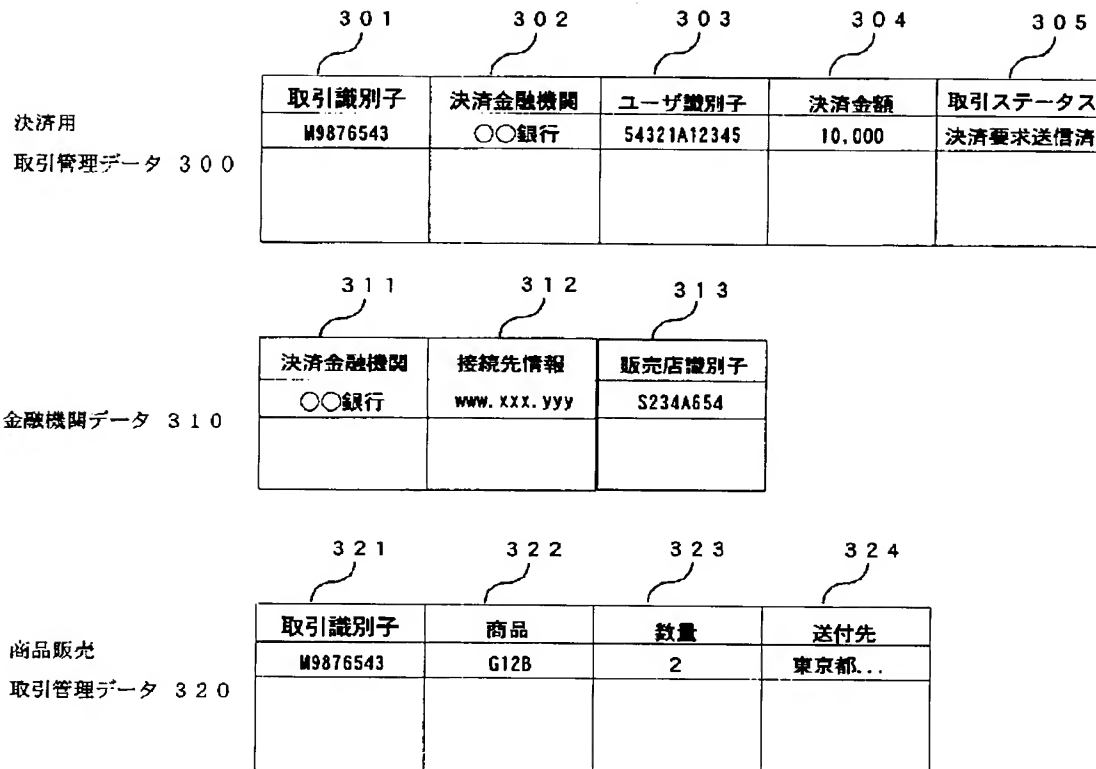 301 302 303 304 305
取引識別子 決済金融機関 ユーザ識別子 決済金額 取引ステータス
決済用 M9876543 〇〇銀行 54321A12345 10,000 決済要求送信済
取引管理データ 300
311 312 313
決済金融機関 接続先情報 販売店識別子
〇〇銀行 www.xxx.yyy S234A654
金融機関データ 310
321 322 323 324
取引識別子 商品 数量 送付先
商品販売 M9876543 G12B 2 東京都...
取引管理データ 320